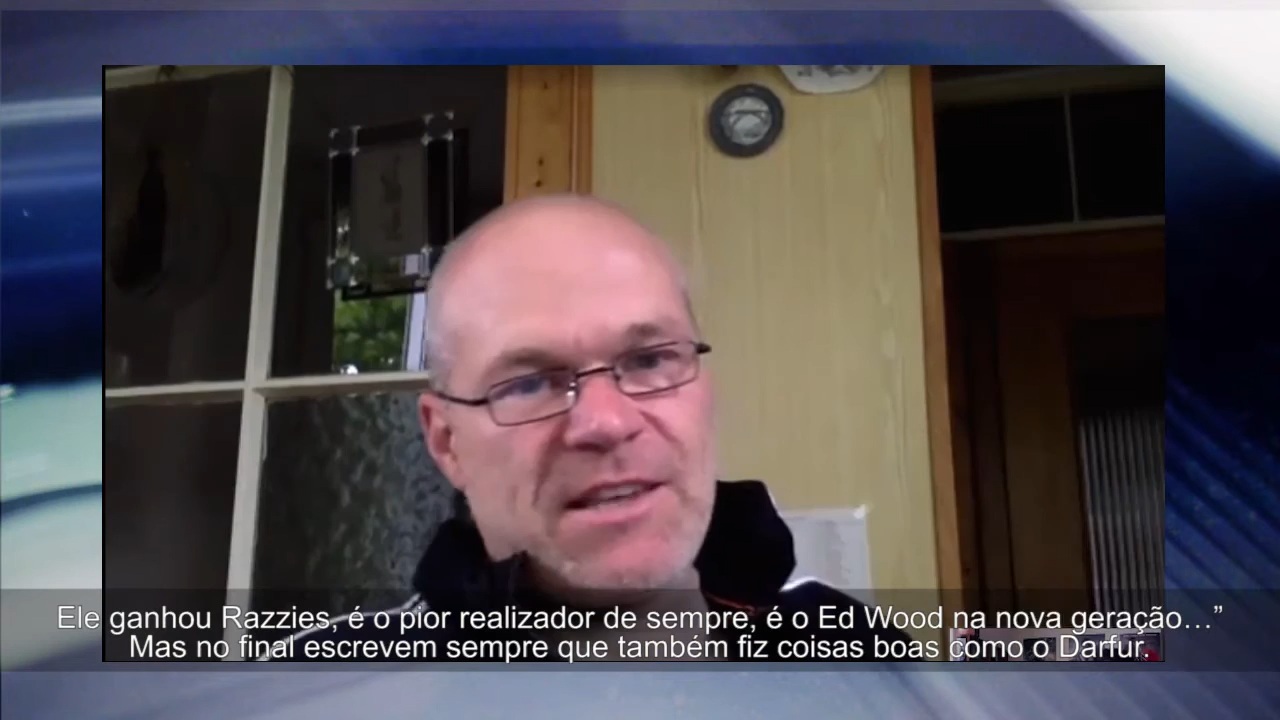 Ele ganhou Razzies, é o pior realizador de sempre, é o Ed Wood na nova geração…”
Mas no final escrevem sempre que também fiz coisas boas como o Darfur.